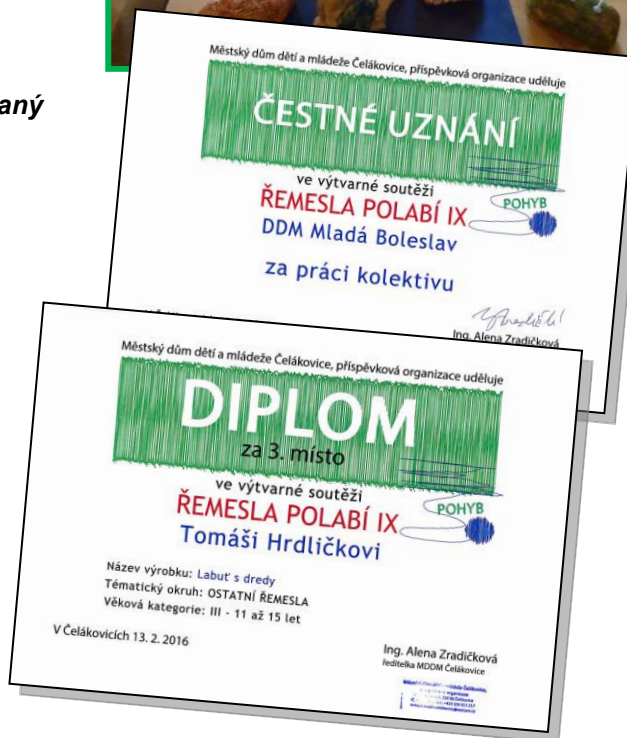 aný
Městský dům dětí a mládeže Čelákovice, příspěvková organizace uděluje
ČESTNÉ UZNÁNÍ
ve výtvarné soutěži
ŘEMESLA POLABÍ IX
POHYB
DDM Mladá Boleslav
za práci kolektivu
Ing. Alena Zradičková
Městský dům dětí a mládeže Čelákovice, příspěvková organizace uděluje
DIPLOM
za 3. místo
ve výtvarné soutěži
ŘEMESLA POLABÍ IX
POHYB
Tomáši Hrdličkovi
Název výrobku: Labuť s dredy
Tématický okruh: OSTATNÍ ŘEMESLA
Věková kategorie: III - 11 až 15 let
V Čelákovicích 13. 2. 2016
Ing. Alena Zradičková
ředitelka MDDM Čelákovice